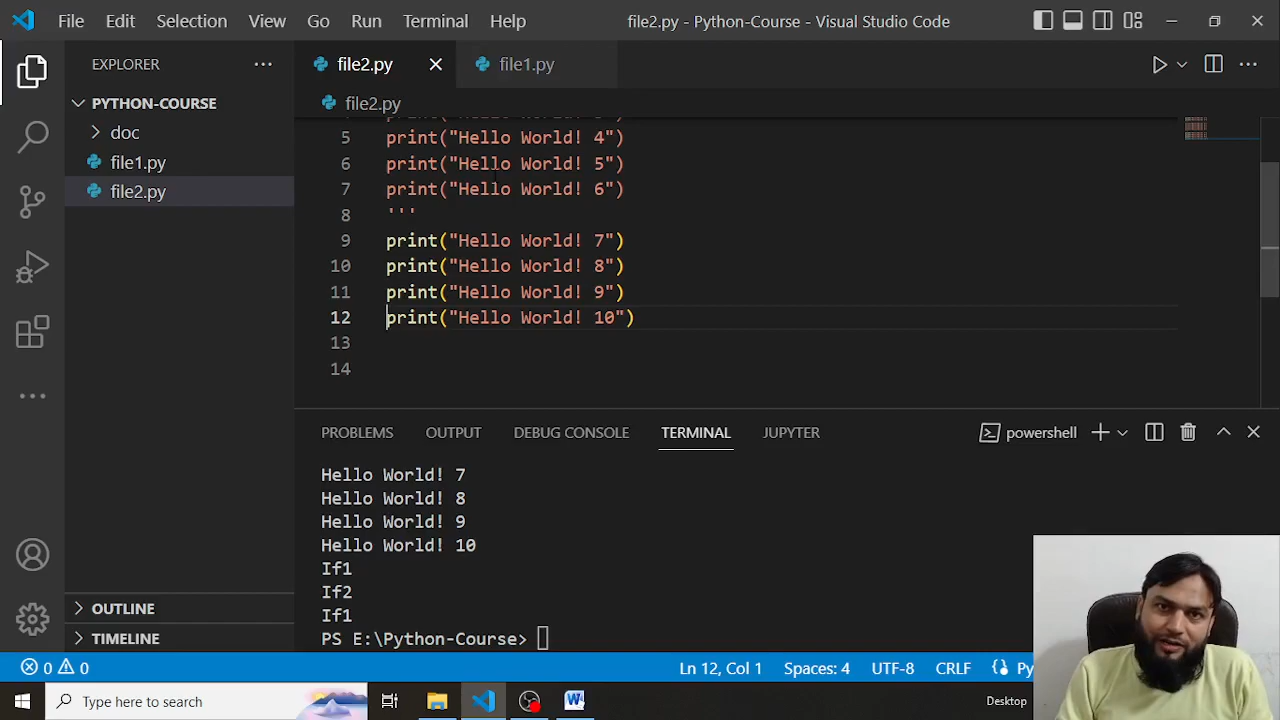 File Edit Selection View Go Run Terminal Help file2.py - Python-Course - Visual Studio Code
EXPLORER
file2.py
file1.py
PYTHON-COURSE
file2.py
doc
file1.py
file2.py
5 print("Hello World! 4")
6 print("Hello World! 5")
7 print("Hello World! 6")
8 '''
9 print("Hello World! 7")
10 print("Hello World! 8")
11 print("Hello World! 9")
12 print("Hello World! 10")
13
14
PROBLEMS OUTPUT DEBUG CONSOLE TERMINAL JUPYTER powershell
Hello World! 7
Hello World! 8
Hello World! 9
Hello World! 10
If1
If2
If1
PS E:\Python-Course>
OUTLINE
TIMELINE
0 0 Ln 12, Col 1 Spaces: 4 UTF-8 CRLF Py
Type here to search
Desktop